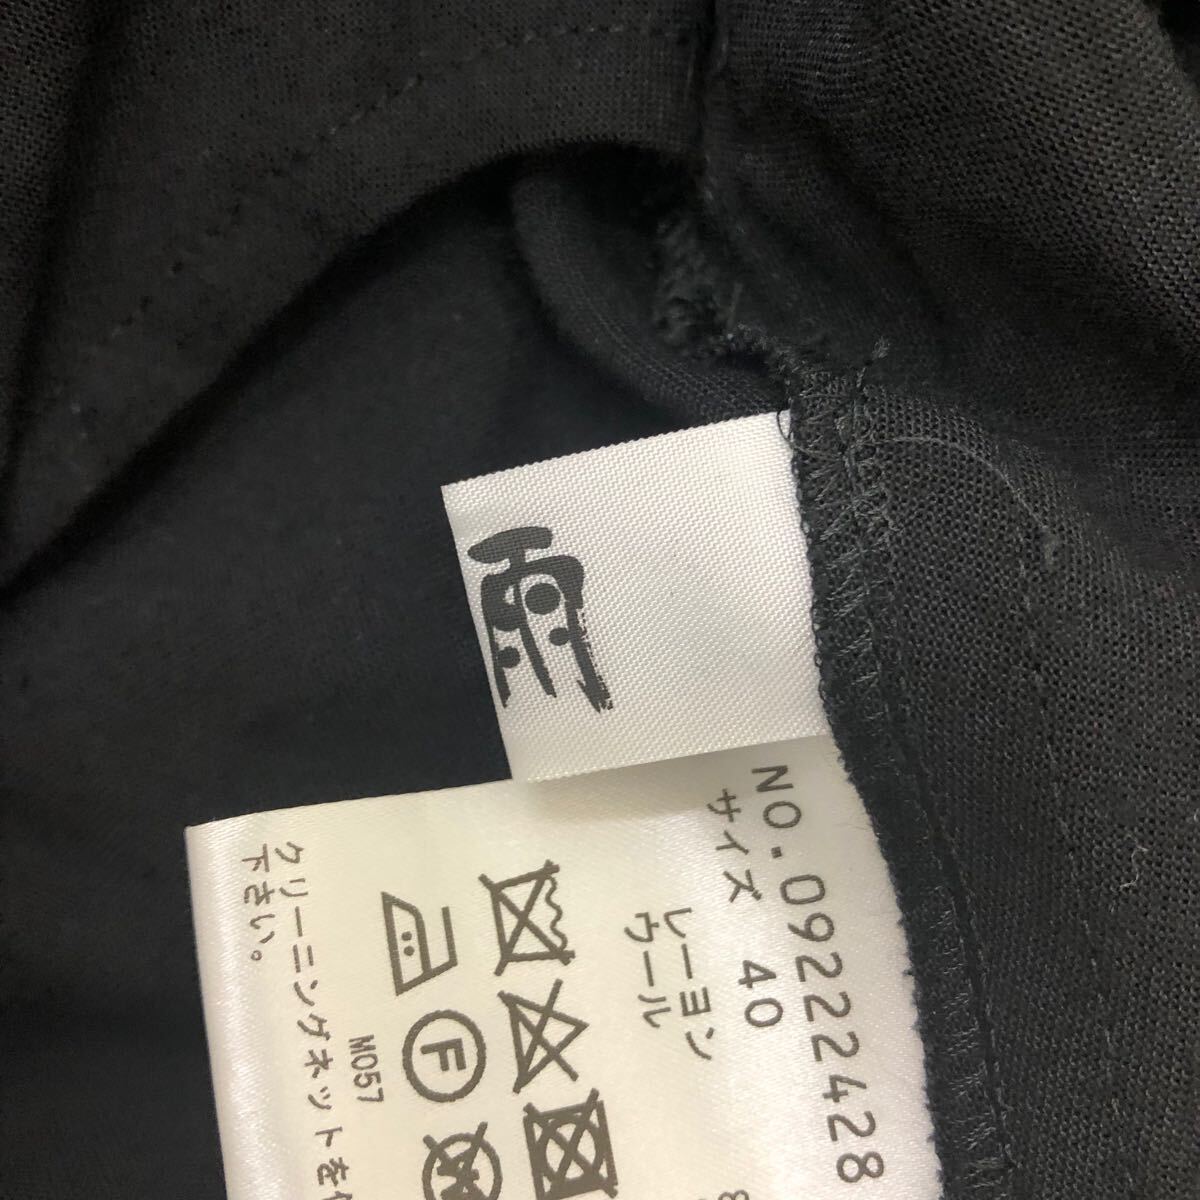 雨
NO.09222428
サイズ 40
レーヨン
ウール
F
W
M057
クリーニングネットを
下さい。